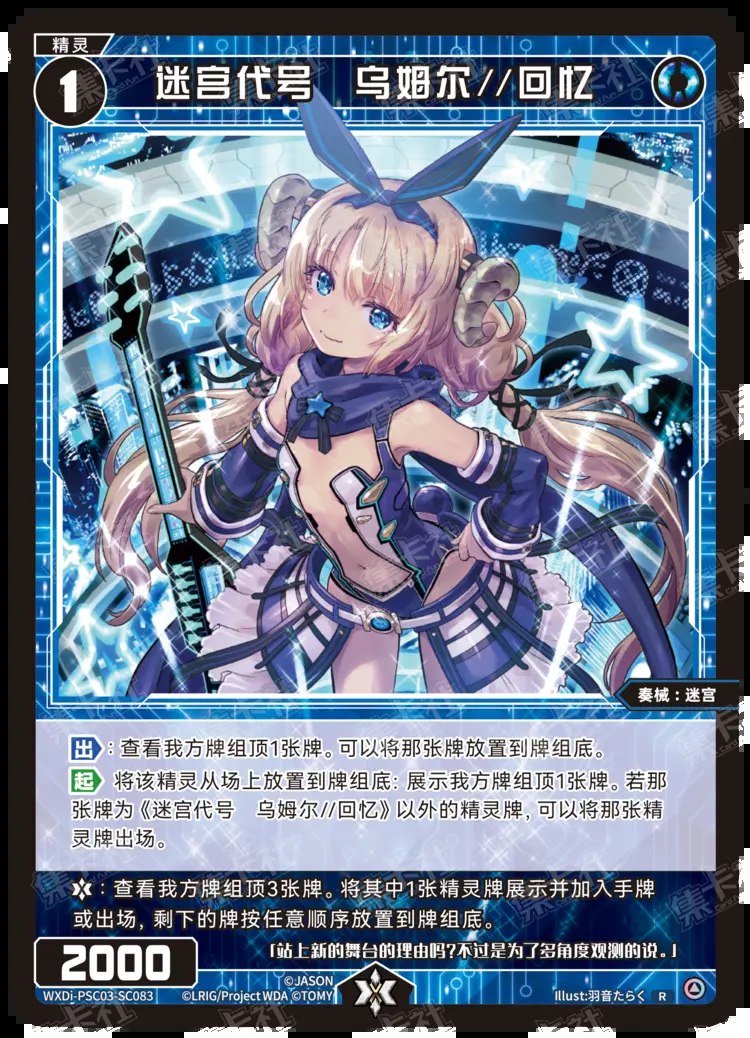 精灵
1
迷宫代号　乌姆尔//回忆
奏械：迷宫
出：查看我方牌组顶1张牌。可以将那张牌放置到牌组底。
起 将该精灵从场上放置到牌组底：展示我方牌组顶1张牌。若那
张牌为《迷宫代号　乌姆尔//回忆》以外的精灵牌，可以将那张精
灵牌出场。
：查看我方牌组顶3张牌。将其中1张精灵牌展示并加入手牌
或出场，剩下的牌按任意顺序放置到牌组底。
「站上新的舞台的理由吗?不过是为了多角度观测的说。」
2000
©JASON
WXDi-PSC03-SC083 ©LRIG/Project WDA ©TOMY Illust:羽音たらく R
集卡社